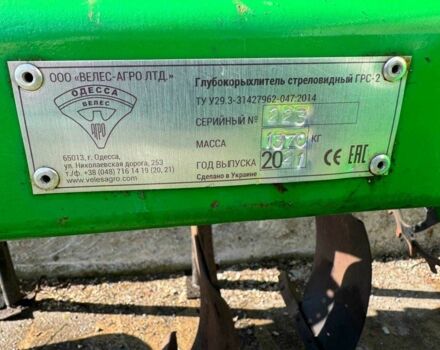 ООО «ВЕЛЕС-АГРО ЛТД.»
ОДЕССА
ВЕЛЕС
АГРО
65013, г. Одесса,
ул. Николаевская дорога, 253
т./ф. +38 (048) 716 14 19 (20, 21)
www.velesagro.com
Глубокорыхлитель стреловидный ГРС-2
ТУ У29.3-31427962-047:2014
СЕРИЙНЫЙ № 223
МАССА 1570 КГ
ГОД ВЫПУСКА 2021
Сделано в Украине
CE EAC